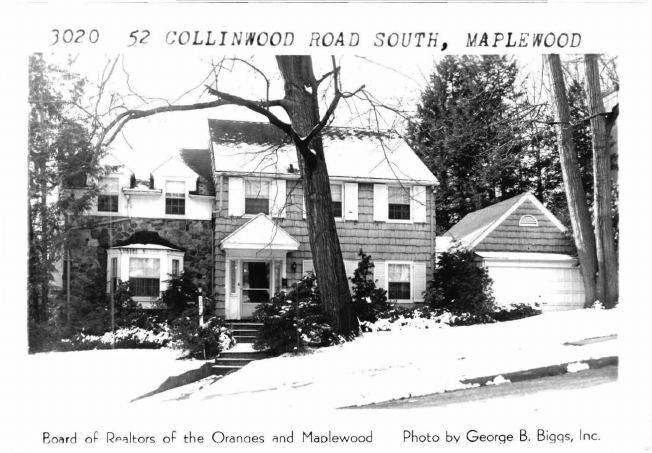 3020 52 COLLINWOOD ROAD SOUTH, MAPLEWOOD
Board of Realtors of the Oranges and Maplewood Photo by George B. Biggs, Inc.